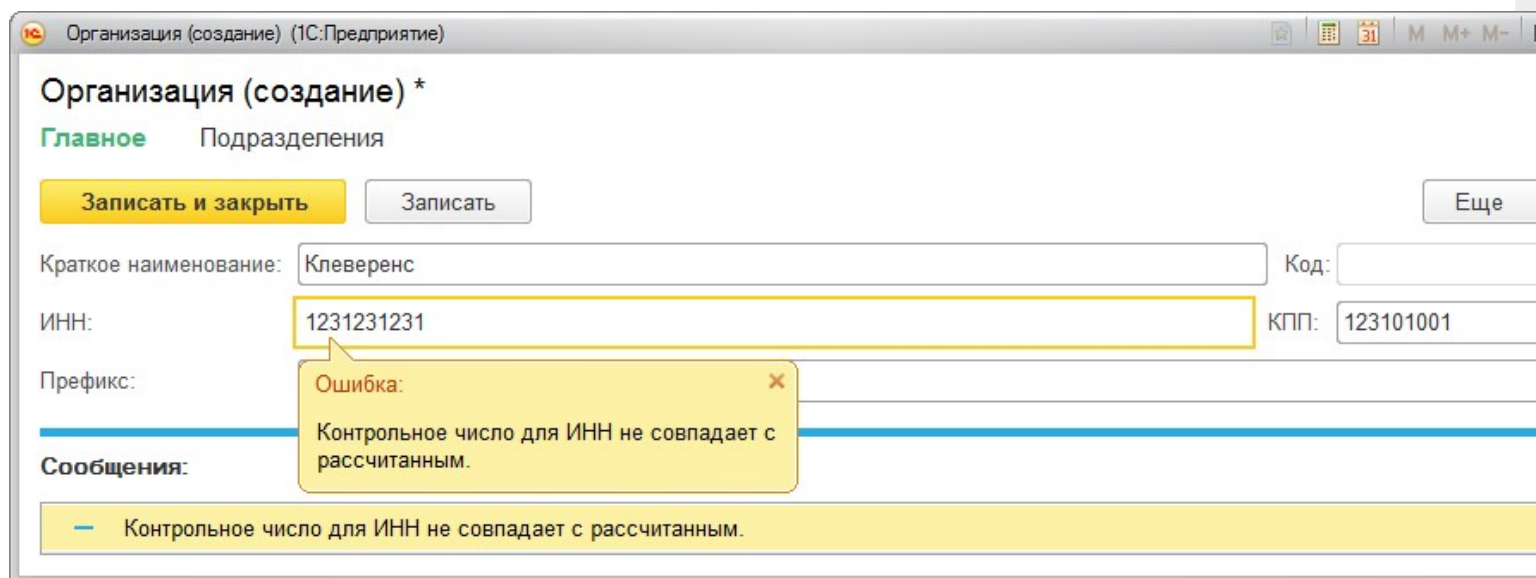 Организация (создание) (1С:Предприятие) 31 M M+ M-
Организация (создание) *
Главное Подразделения
Записать и закрыть Записать Еще
Краткое наименование: Клеверенс Код:
ИНН: 1231231231 КПП: 123101001
Префикс:
Ошибка:
Контрольное число для ИНН не совпадает с
рассчитанным.
Сообщения:
Контрольное число для ИНН не совпадает с рассчитанным.